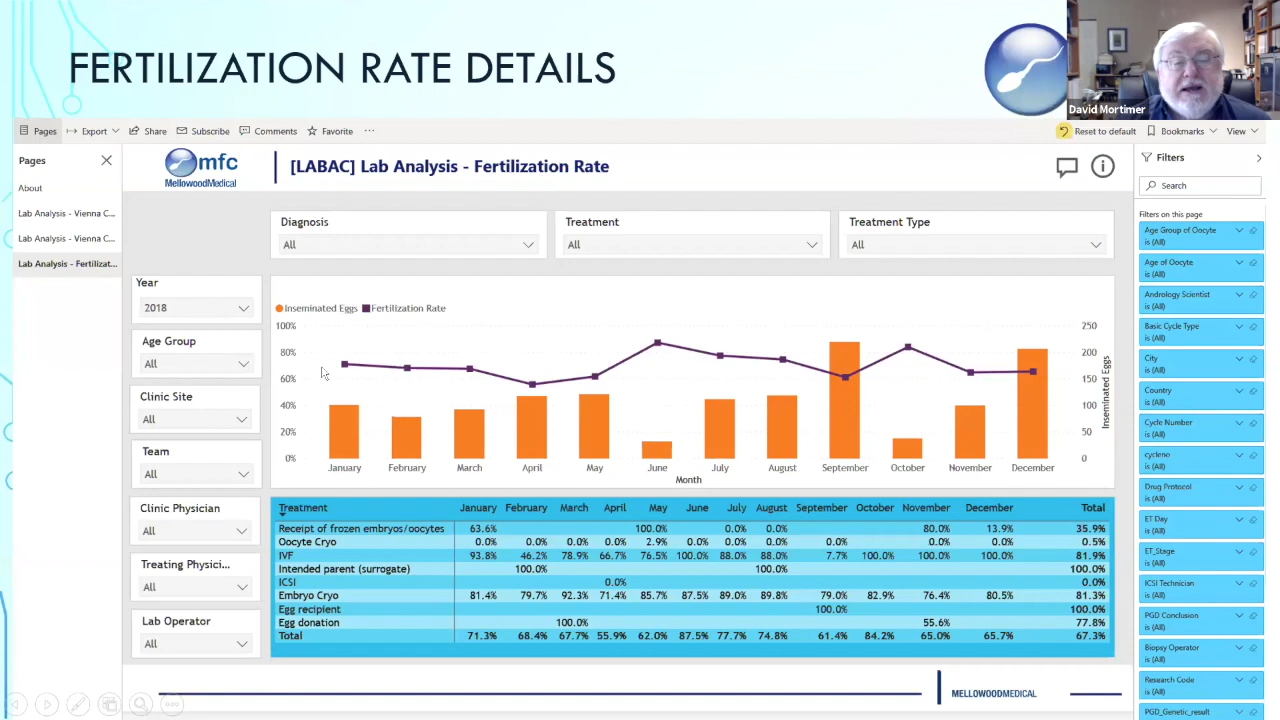 FERTILIZATION RATE DETAILS
David Mortimer
Pages
Export
Share
Subscribe
Comments
Favorite
Reset to default
Bookmarks
View
Pages
About
Lab Analysis - Vienna C...
Lab Analysis - Vienna C...
Lab Analysis - Fertilizat...
mfc
MellowoodMedical
[LABAC] Lab Analysis - Fertilization Rate
Diagnosis
All
Treatment
All
Treatment Type
All
Year
2018
Age Group
All
Clinic Site
All
Team
All
Clinic Physician
All
Treating Physici...
All
Lab Operator
All
Inseminated Eggs Fertilization Rate
100% 250
80% 200
60% 150
40% 100
20% 50
0% 0
Inseminated Eggs
January February March April May June July August September October November December
Month
Treatment January February March April May June July August September October November December Total
Receipt of frozen embryos/oocytes 63.6% 100.0% 0.0% 0.0% 80.0% 13.9% 35.9%
Oocyte Cryo 0.0% 0.0% 0.0% 0.0% 2.9% 0.0% 0.0% 0.0% 0.0% 0.0% 0.0% 0.5%
IVF 93.8% 46.2% 78.9% 66.7% 76.5% 100.0% 88.0% 88.0% 7.7% 100.0% 100.0% 100.0% 81.9%
Intended parent (surrogate) 100.0% 100.0% 100.0%
ICSI 0.0% 0.0%
Embryo Cryo 81.4% 79.7% 92.3% 71.4% 85.7% 87.5% 89.0% 89.8% 79.0% 82.9% 76.4% 80.5% 81.3%
Egg recipient 100.0% 100.0%
Egg donation 100.0% 55.6% 77.8%
Total 71.3% 68.4% 67.7% 55.9% 62.0% 87.5% 77.7% 74.8% 61.4% 84.2% 65.0% 65.7% 67.3%
MELLOWOODMEDICAL
Filters
Search
Filters on this page
Age Group of Oocyte
is (All)
Age of Oocyte
is (All)
Andrology Scientist
is (All)
Basic Cycle Type
is (All)
City
is (All)
Country
is (All)
Cycle Number
is (All)
cycleno
is (All)
Drug Protocol
is (All)
ET Day
is (All)
ET_Stage
is (All)
ICSI Technician
is (All)
PGD Conclusion
is (All)
Biopsy Operator
is (All)
Research Code
is (All)
PGD_Genetic_result